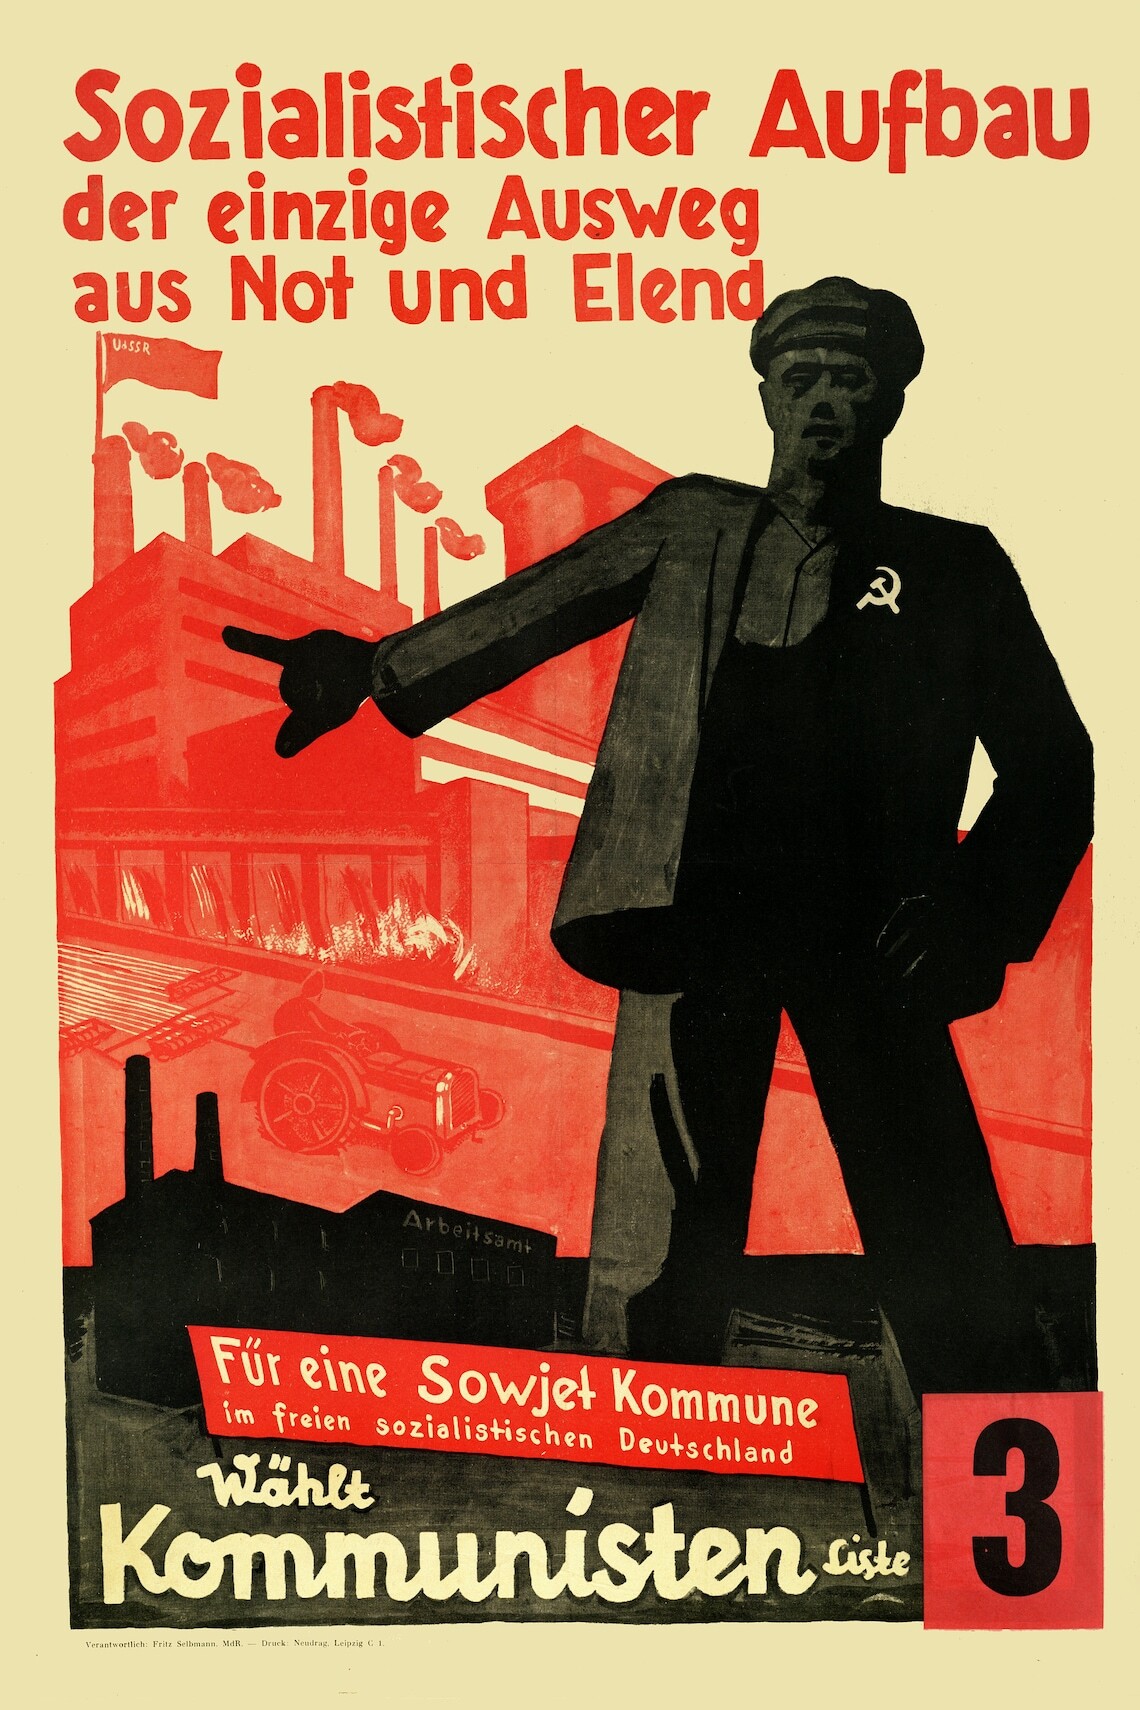 Sozialistischer Aufbau
der einzige Ausweg
aus Not und Elend
UdSSR
Arbeitsamt
Für eine Sowjet Kommune
im freien sozialistischen Deutschland
Wählt
Kommunisten Liste 3
Verantwortlich: Fritz Selbmann, MdR. — Druck: Neudrag, Leipzig C 1.